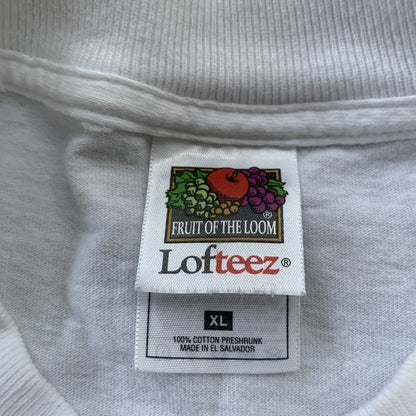 FRUIT OF THE LOOM ®
Lofteez®
XL
100% COTTON PRESHRUNK
MADE IN EL SALVADOR